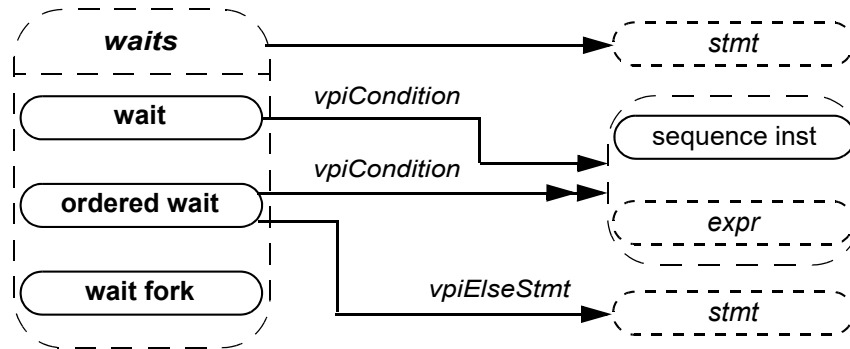 waits
stmt
vpiCondition
wait
sequence inst
vpiCondition
ordered wait
expr
wait fork
vpiElseStmt
stmt